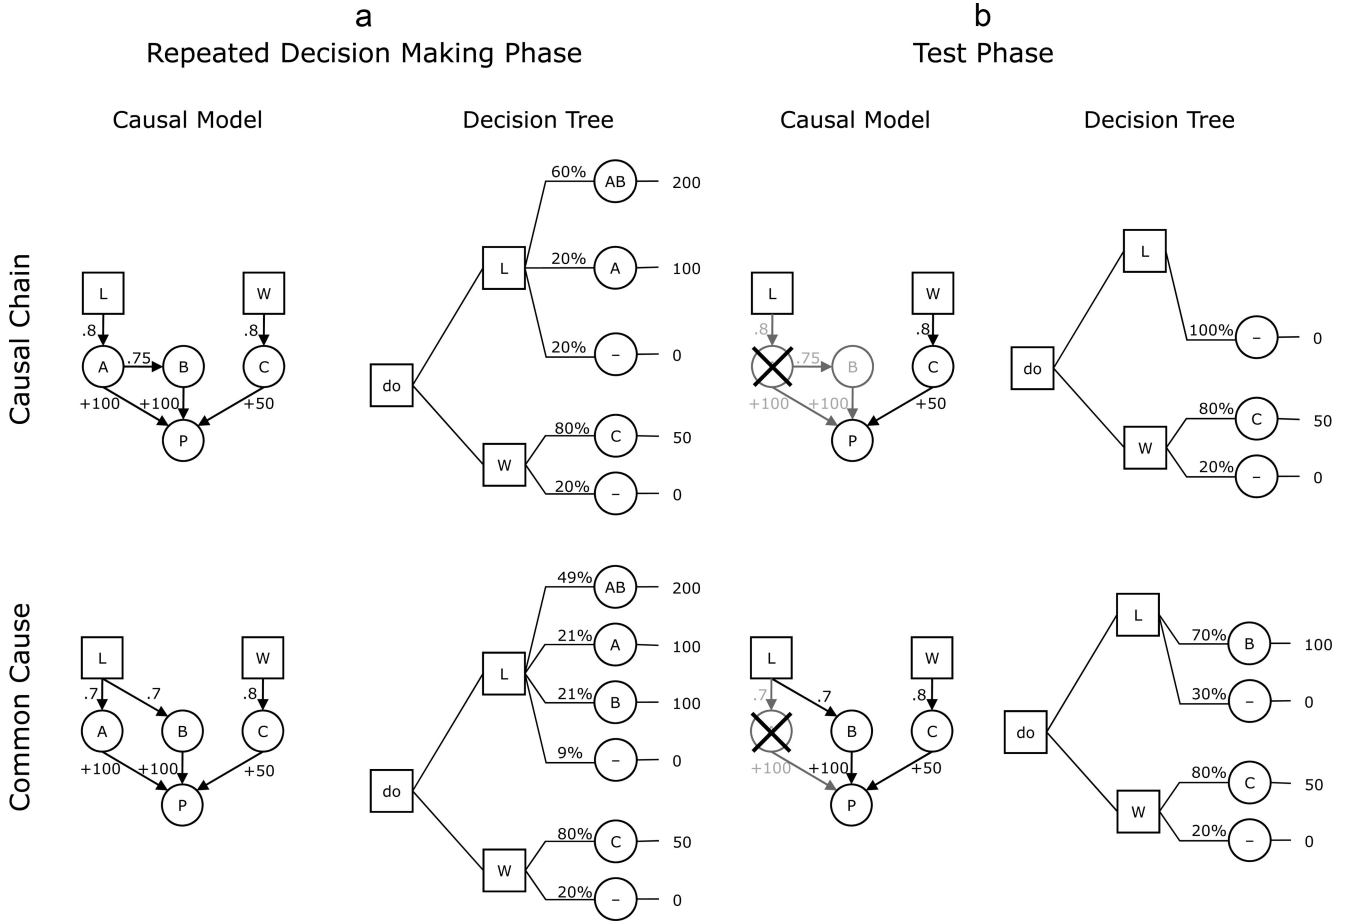 a
b
Repeated Decision Making Phase
Test Phase
Causal Model
Decision Tree
Causal Model
Decision Tree
Causal Chain
L
W
.8
.8
A
.75
B
C
+100
+100
+50
P
do
L
60%
AB
200
20%
A
100
20%
–
0
W
80%
C
50
20%
–
0
L
W
.8
.8
.75
B
C
+100
+100
+50
P
do
L
100%
–
0
W
80%
C
50
20%
–
0
Common Cause
L
W
.7
.7
.8
A
B
C
+100
+100
+50
P
do
L
49%
AB
200
21%
A
100
21%
B
100
9%
–
0
W
80%
C
50
20%
–
0
L
W
.7
.7
.8
B
C
+100
+100
+50
P
do
L
70%
B
100
30%
–
0
W
80%
C
50
20%
–
0